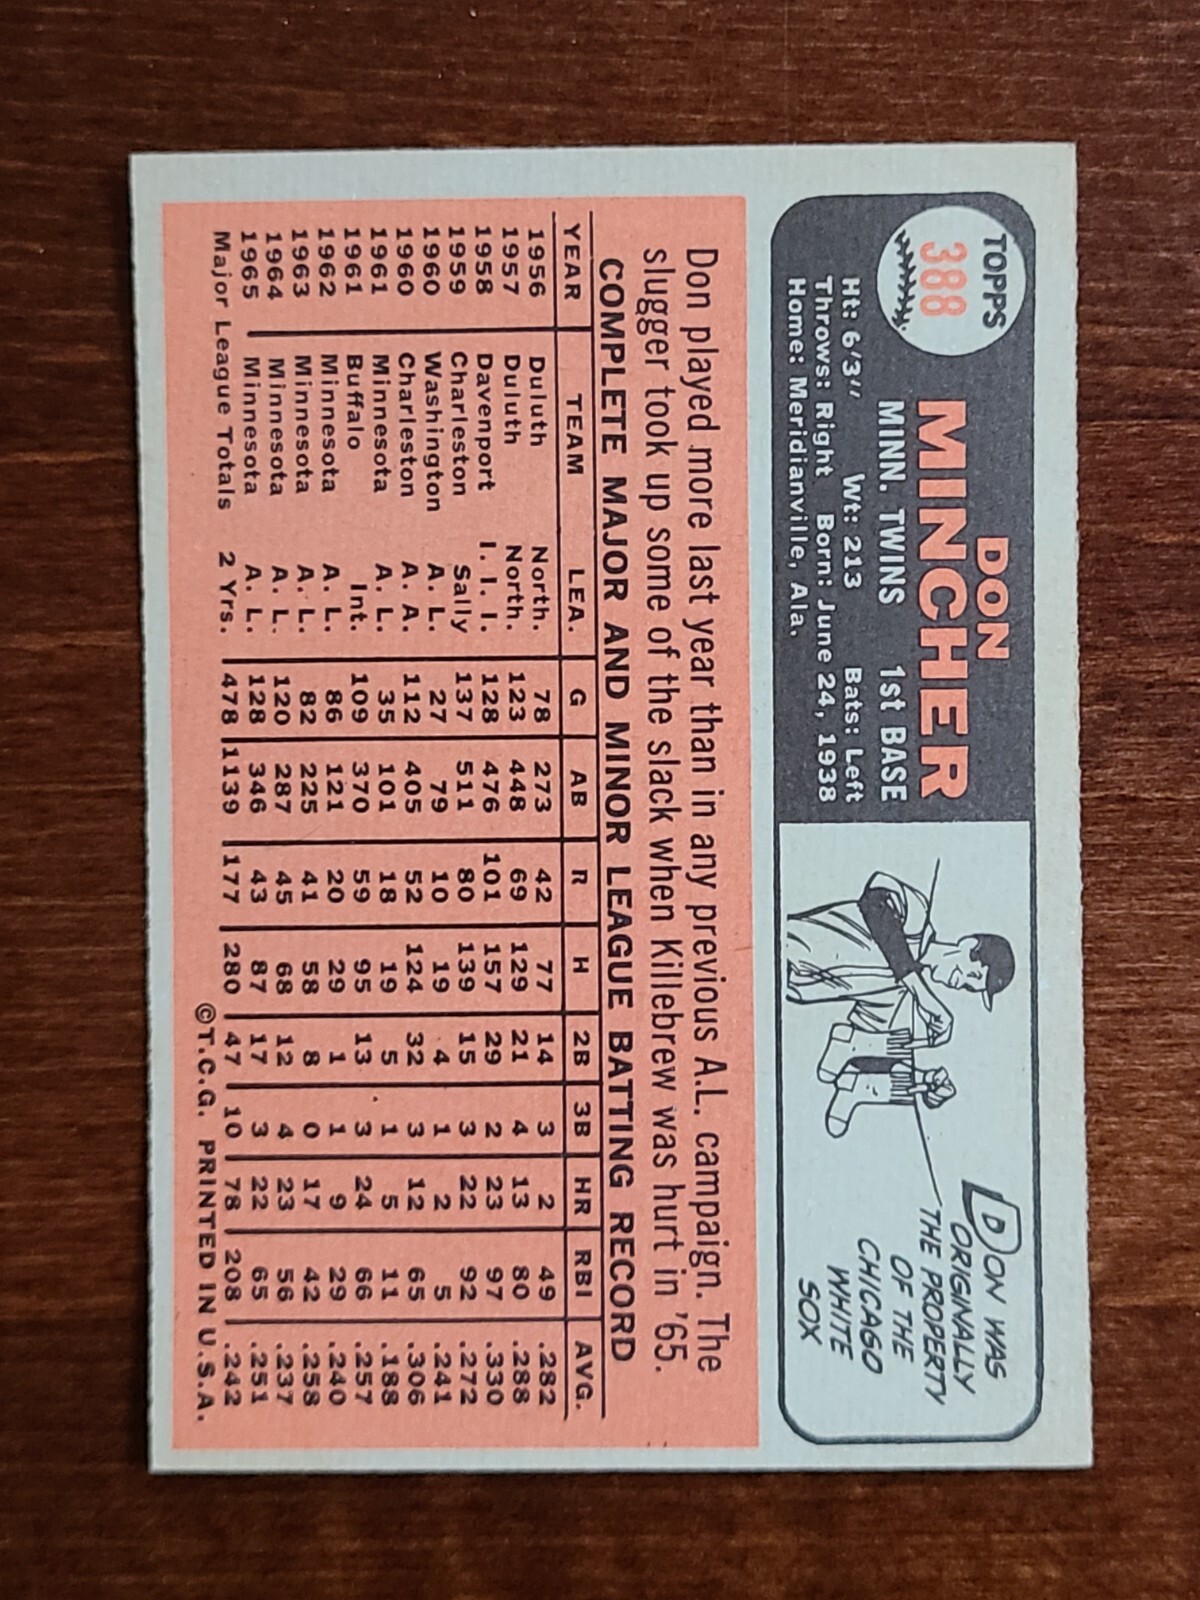 TOPPS
388
DON
MINCHER
MINN. TWINS 1st BASE
Ht: 6'3" Wt: 213 Bats: Left
Throws: Right Born: June 24, 1938
Home: Meridianville, Ala.
DON WAS
ORIGINALLY
THE PROPERTY
OF THE
CHICAGO
WHITE
SOX
Don played more last year than in any previous A.L. campaign. The
slugger took up some of the slack when Killebrew was hurt in '65.
COMPLETE MAJOR AND MINOR LEAGUE BATTING RECORD
YEAR TEAM LEA. G AB R H 2B 3B HR RBI AVG.
1956 Duluth North. 78 273 42 77 14 3 2 49 .282
1957 Duluth North. 123 448 69 129 21 4 13 80 .288
1958 Davenport I. I. I. 128 476 101 157 29 2 23 97 .330
1959 Charleston Sally 137 511 80 139 15 3 22 92 .272
1960 Washington A. L. 27 79 10 19 4 1 2 5 .241
1960 Charleston A. A. 112 405 52 124 32 3 12 65 .306
1961 Minnesota A. L. 35 101 18 19 5 1 5 11 .188
1961 Buffalo Int. 109 370 59 95 13 3 24 66 .257
1962 Minnesota A. L. 86 121 20 29 1 1 9 29 .240
1963 Minnesota A. L. 82 225 41 58 8 0 17 42 .258
1964 Minnesota A. L. 120 287 45 68 12 4 23 56 .237
1965 Minnesota A. L. 128 346 43 87 17 3 22 65 .251
Major League Totals 2 Yrs. 478 1139 177 280 47 10 78 208 .242
©T.C.G. PRINTED IN U.S.A.